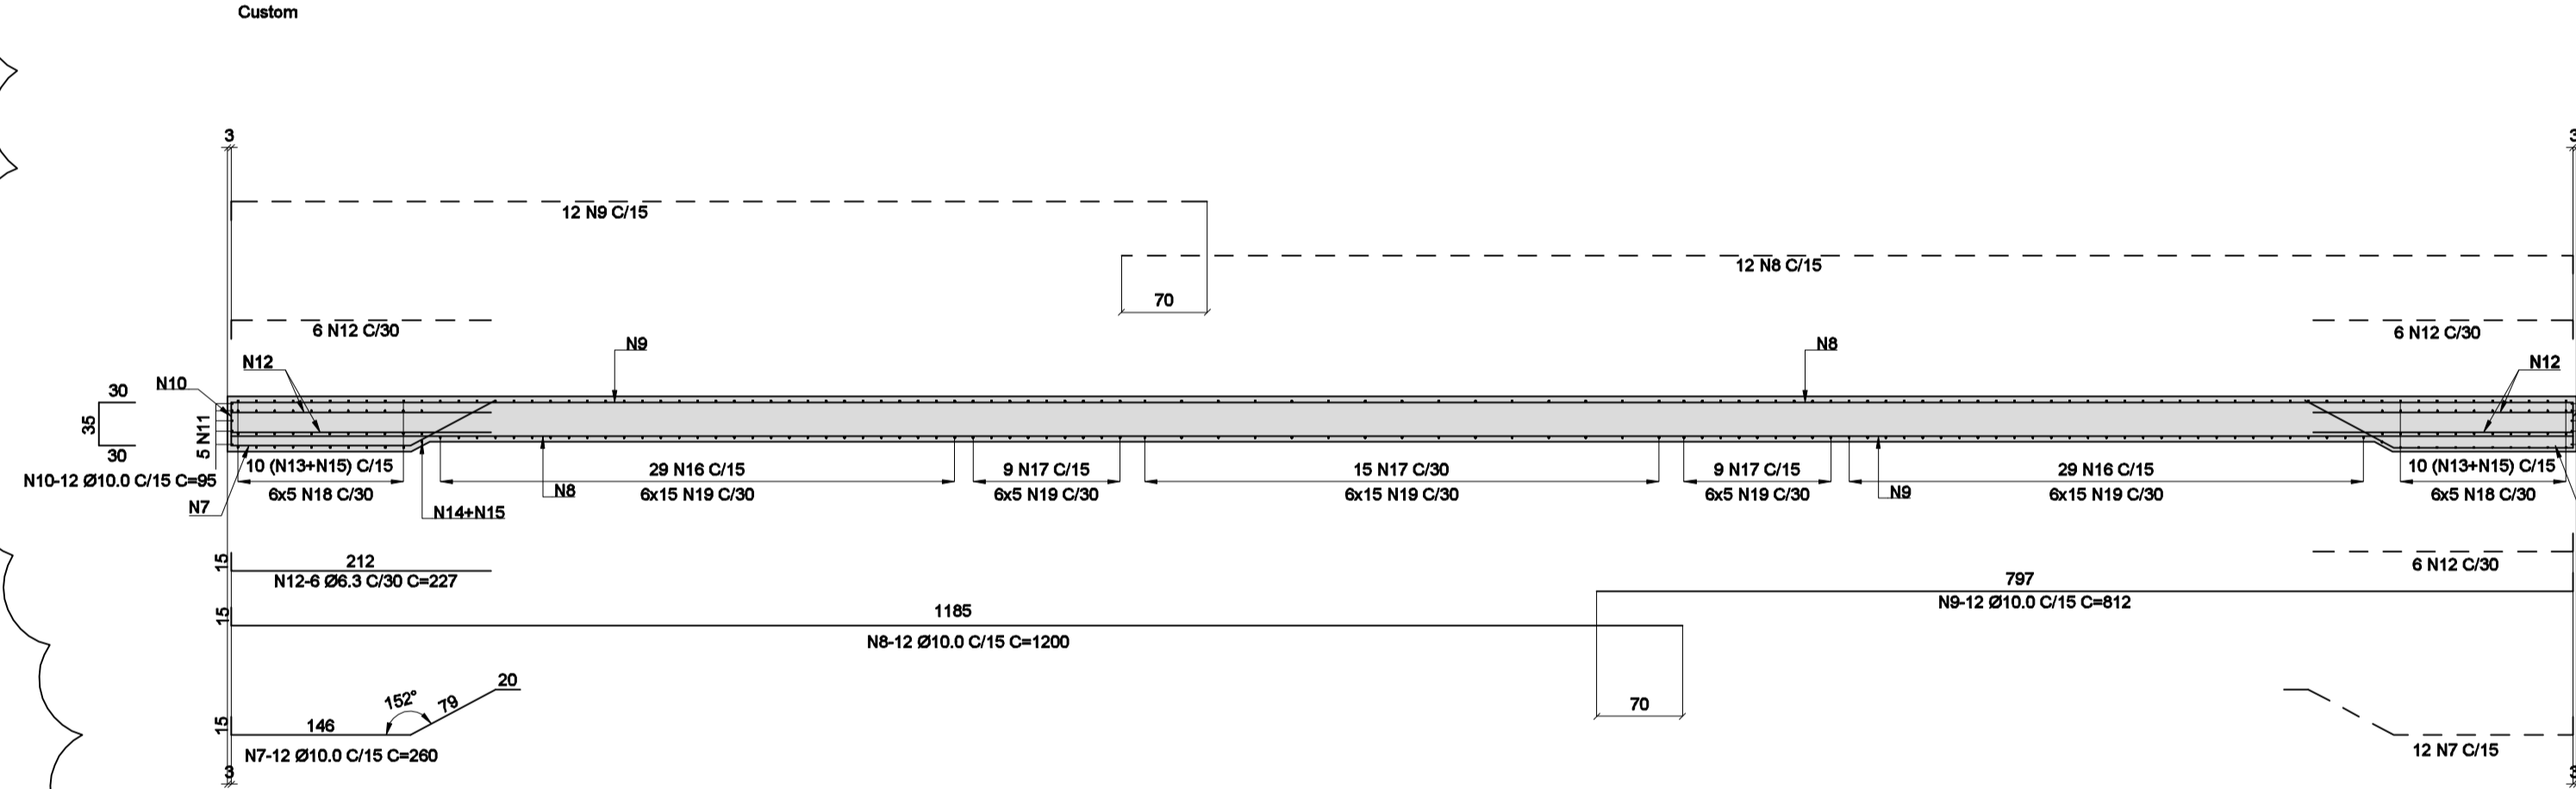 Custom
3
3
12 N9 C/15
12 N8 C/15
70
6 N12 C/30
6 N12 C/30
N9
N8
N12
N12
N10
30
35
30
5 N11
N10-12 Ø10.0 C/15 C=95
10 (N13+N15) C/15
6x5 N18 C/30
29 N16 C/15
6x15 N19 C/30
9 N17 C/15
6x5 N19 C/30
15 N17 C/30
6x15 N19 C/30
9 N17 C/15
6x5 N19 C/30
29 N16 C/15
6x15 N19 C/30
10 (N13+N15) C/15
6x5 N18 C/30
N7
N14+N15
N8
N9
15
212
N12-6 Ø6.3 C/30 C=227
6 N12 C/30
797
N9-12 Ø10.0 C/15 C=812
15
1185
N8-12 Ø10.0 C/15 C=1200
70
15
146
152°
79
20
N7-12 Ø10.0 C/15 C=260
12 N7 C/15
3
3